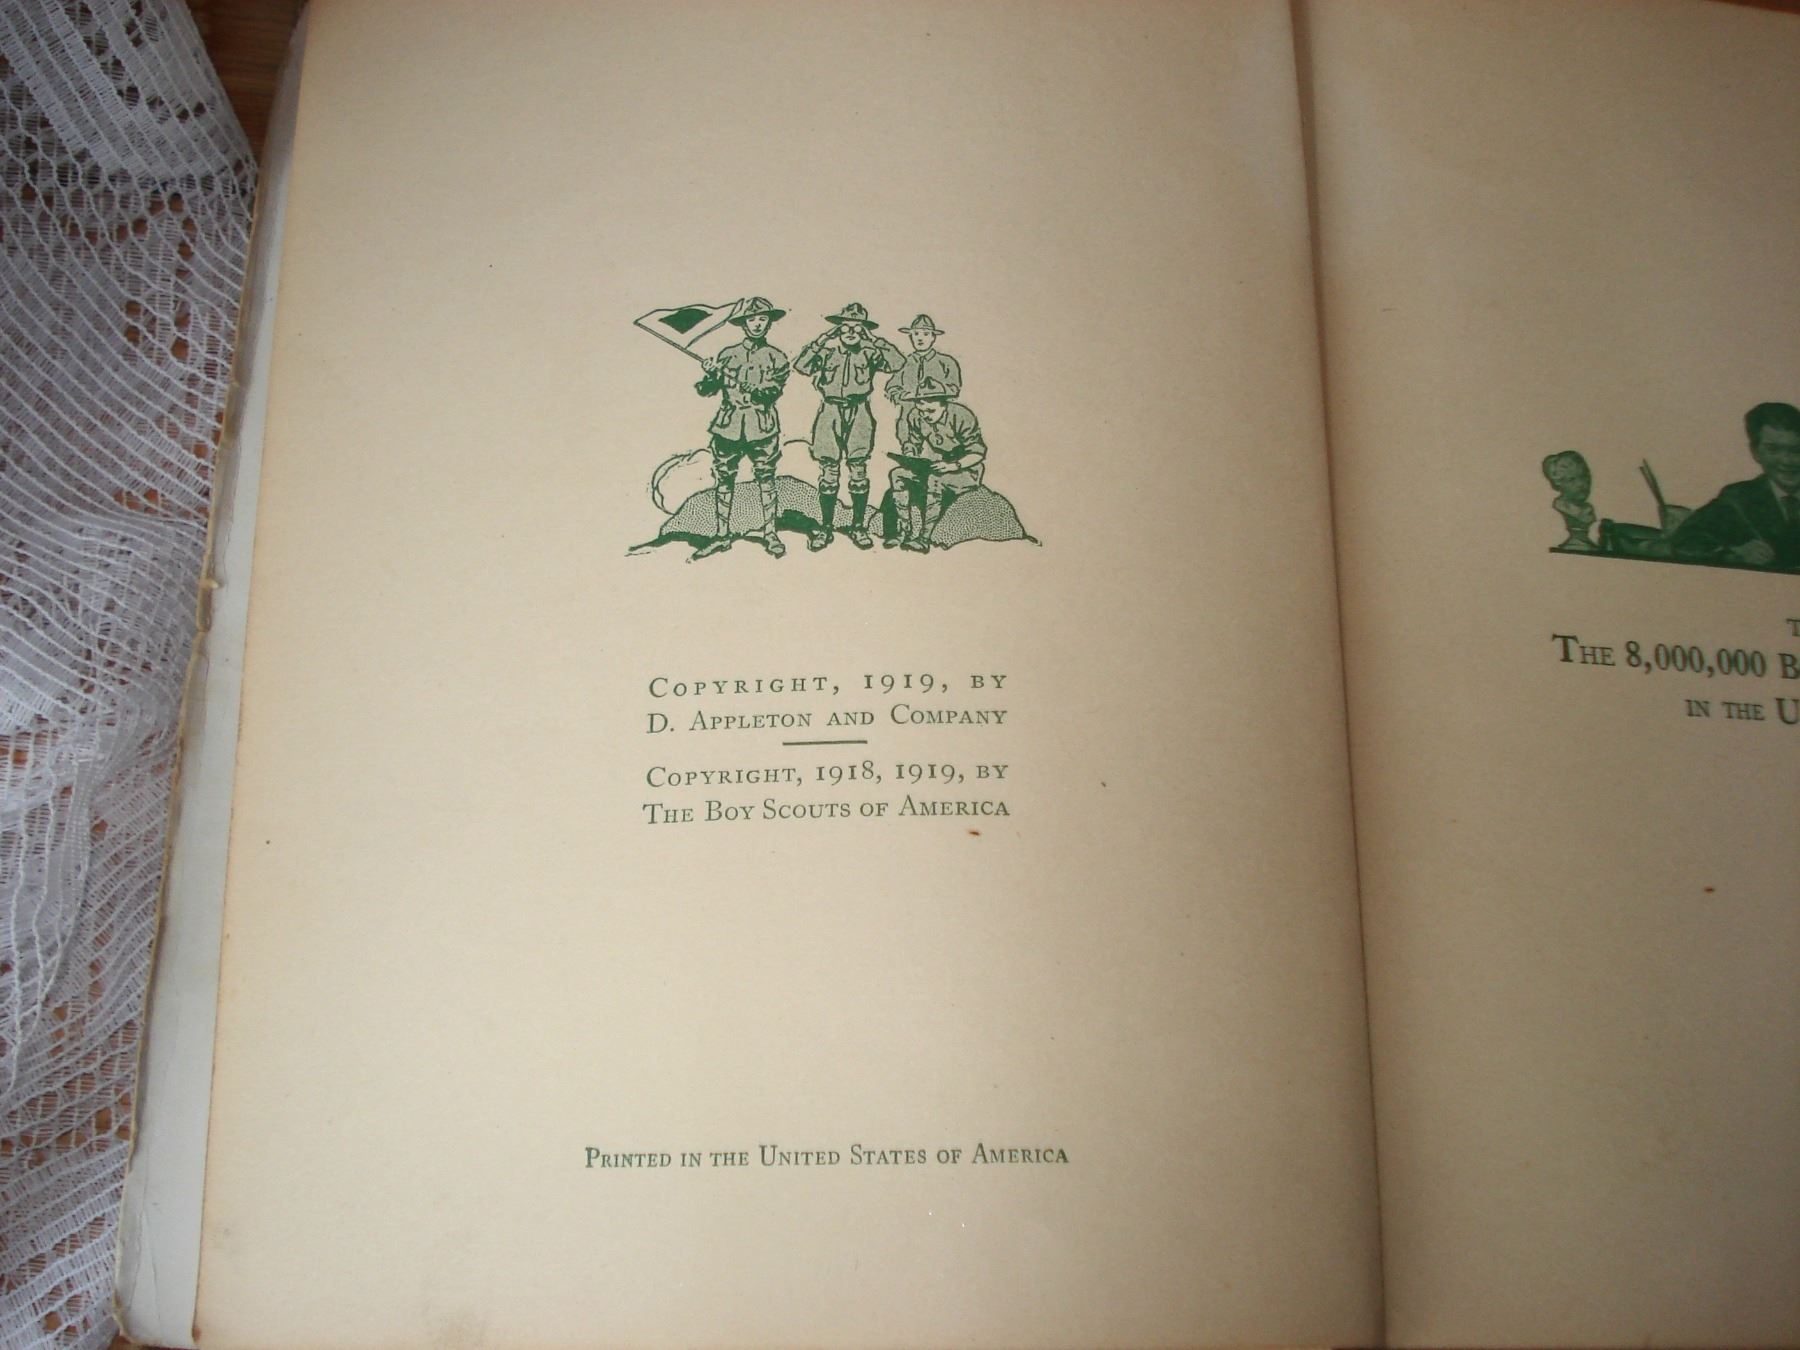 Copyright, 1919, by
D. Appleton and Company
Copyright, 1918, 1919, by
The Boy Scouts of America
Printed in the United States of America
The 8,000,000
in the